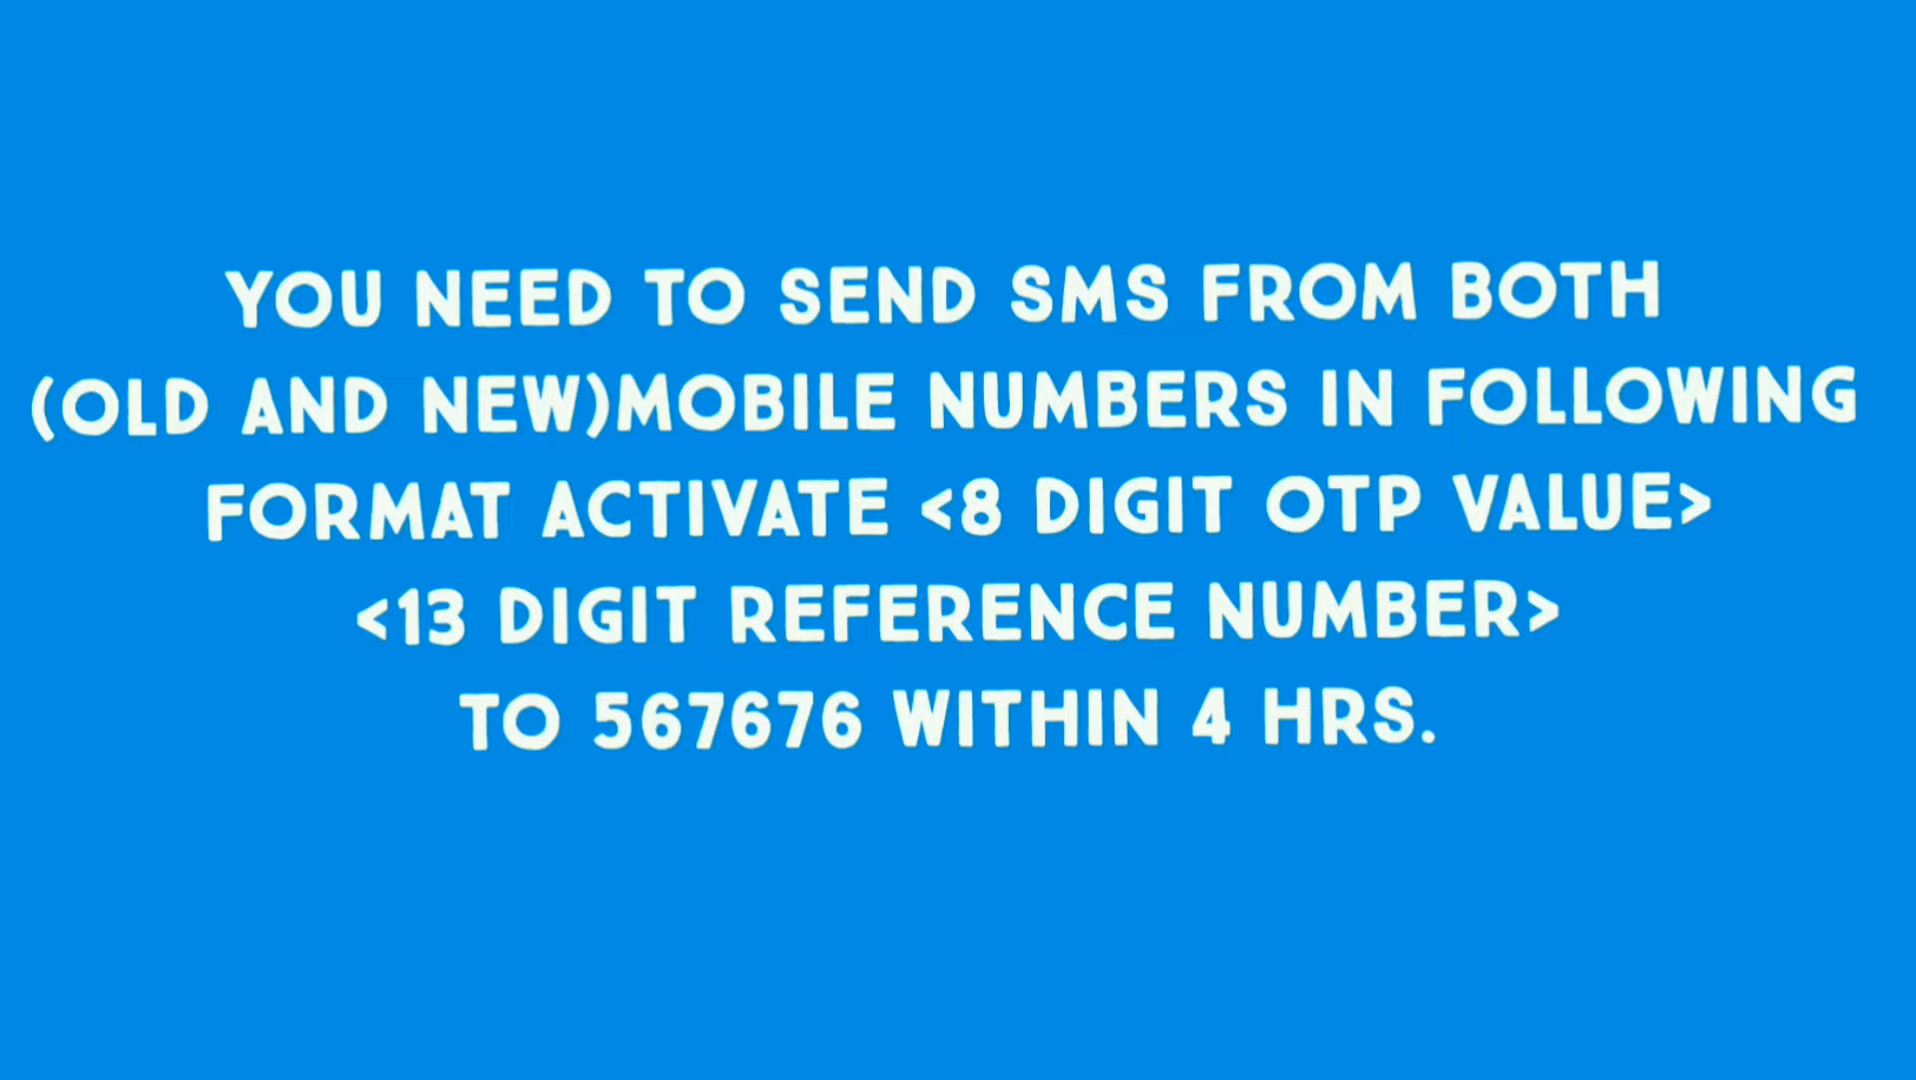 YOU NEED TO SEND SMS FROM BOTH
(OLD AND NEW)MOBILE NUMBERS IN FOLLOWING
FORMAT ACTIVATE <8 DIGIT OTP VALUE>
<13 DIGIT REFERENCE NUMBER>
TO 567676 WITHIN 4 HRS.